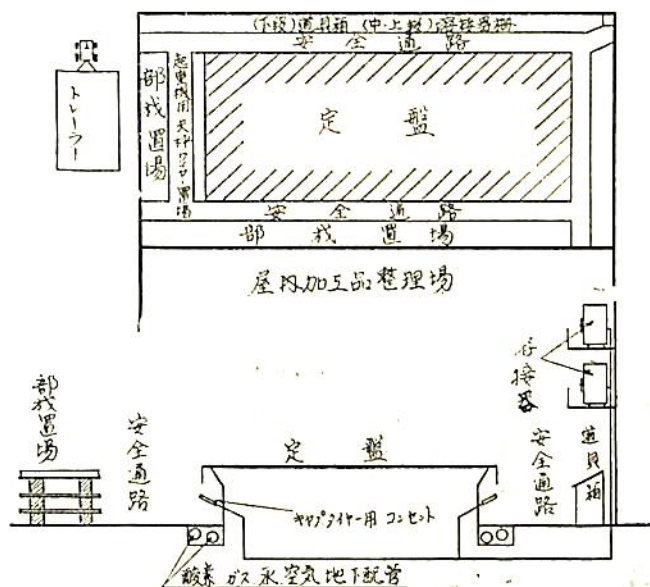 (下段)道具箱 (中・上段)溶接器棚
安全通路
トレーラー
部材置場
起重機用天秤ワイヤー置場
定盤
安全通路
部材置場
屋内加工品整理場
溶接器
部材置場
安全通路
定盤
安全通路
道具箱
キャブタイヤー用 コンセント
酸素 ガス 水 空気 地下配管